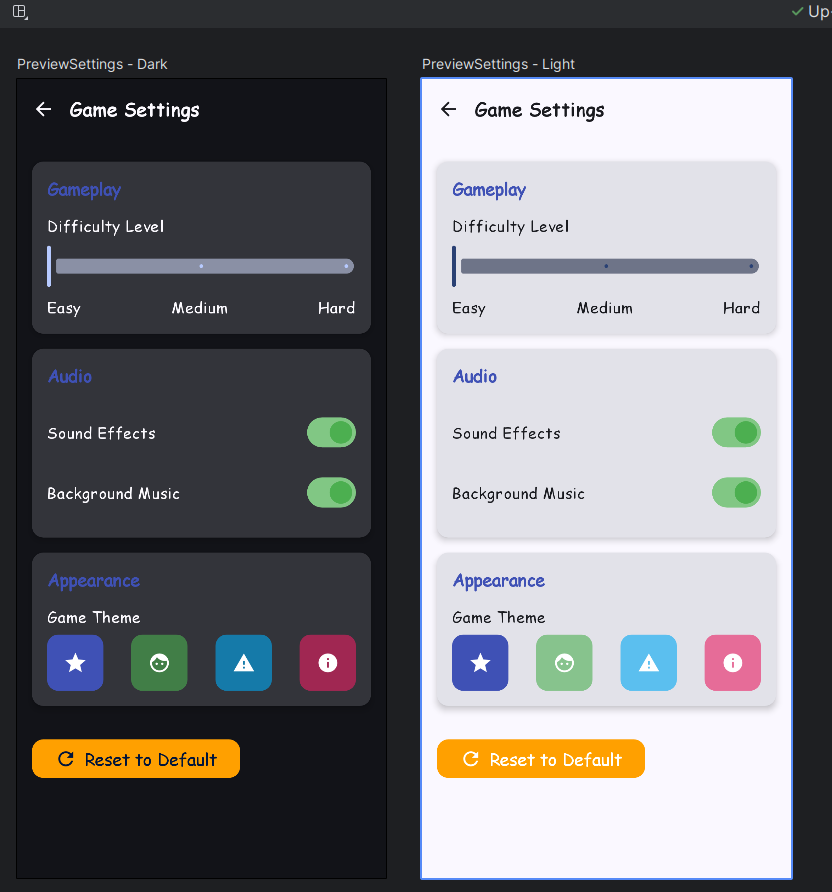 Up-
PreviewSettings - Dark
Game Settings
Gameplay
Difficulty Level
Easy Medium Hard
Audio
Sound Effects
Background Music
Appearance
Game Theme
Reset to Default
PreviewSettings - Light
Game Settings
Gameplay
Difficulty Level
Easy Medium Hard
Audio
Sound Effects
Background Music
Appearance
Game Theme
Reset to Default